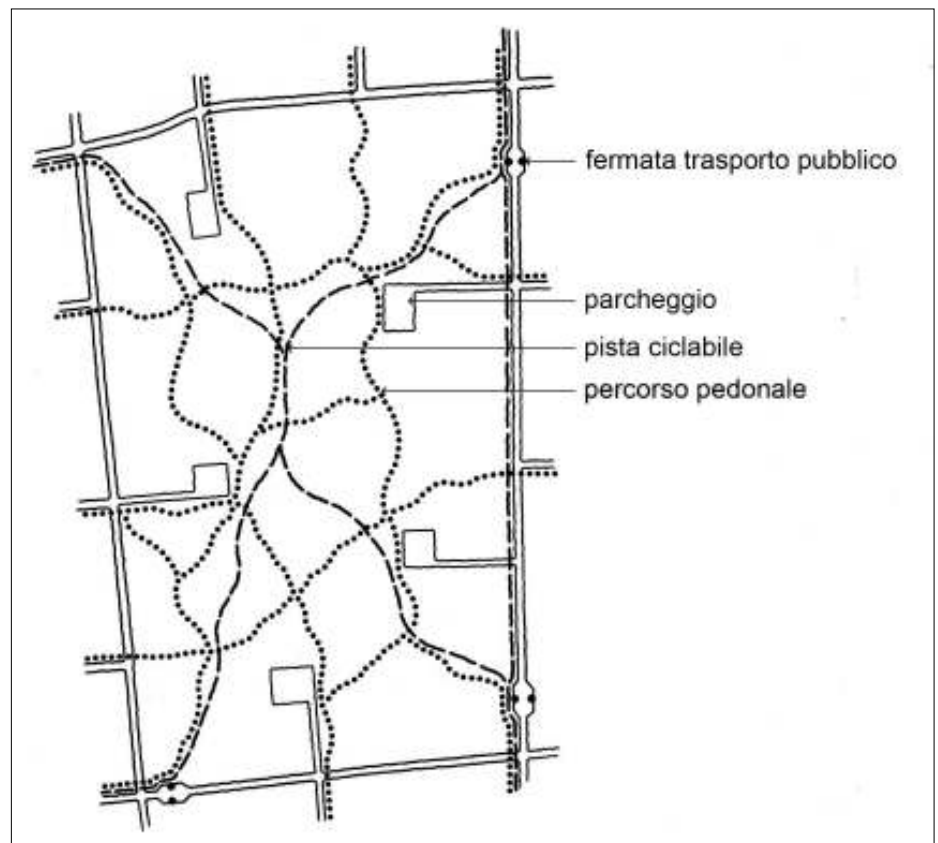 fermata trasporto pubblico
parcheggio
pista ciclabile
percorso pedonale